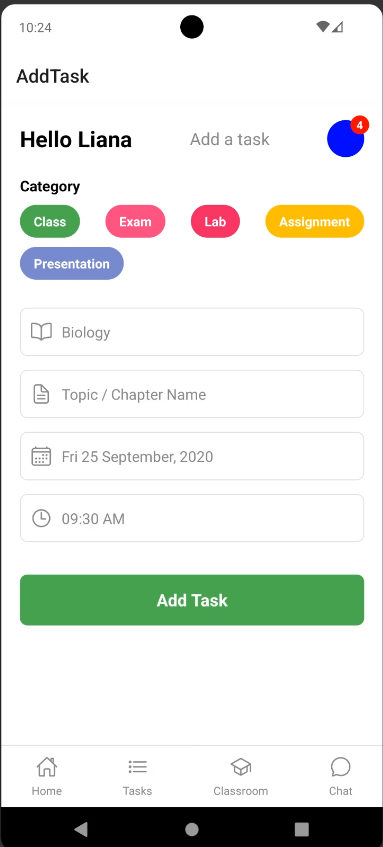 10:24
AddTask
Hello Liana Add a task 4
Category
Class Exam Lab Assignment
Presentation
Biology
Topic / Chapter Name
Fri 25 September, 2020
09:30 AM
Add Task
Home Tasks Classroom Chat